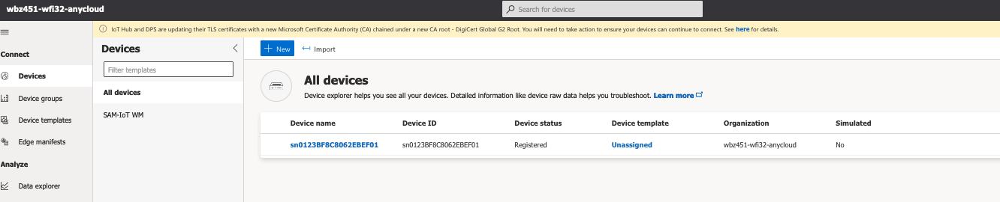 wbz451-wfi32-anycloud
Search for devices
IoT Hub and DPS are updating their TLS certificates with a new Microsoft Certificate Authority (CA) chained under a new CA root - DigiCert Global G2 Root. You will need to take action to ensure your devices can continue to connect. See here for details.
Connect
Devices
Device groups
Device templates
Edge manifests
Analyze
Data explorer
Devices
Filter templates
All devices
SAM-IoT WM
New
Import
All devices
Device explorer helps you see all your devices. Detailed information like device raw data helps you troubleshoot. Learn more
Device name Device ID Device status Device template Organization Simulated
sn0123BF8C8062EBEF01 sn0123BF8C8062EBEF01 Registered Unassigned wbz451-wfi32-anycloud No